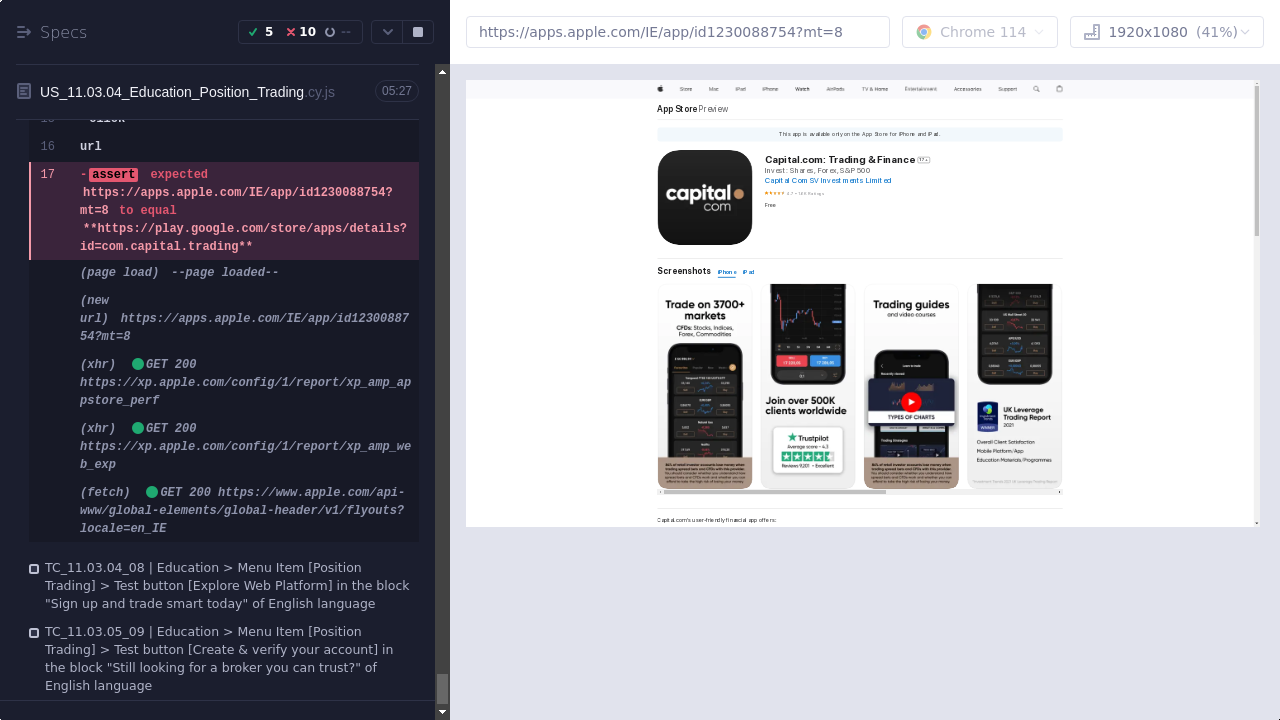 Specs
5
10
--
US_11.03.04_Education_Position_Trading.cy.js
05:27
16 url
17 -assert expected
https://apps.apple.com/IE/app/id1230088754?
mt=8 to equal
**https://play.google.com/store/apps/details?
id=com.capital.trading**
(page load) --page loaded--
(new
url) https://apps.apple.com/IE/app/id12300887
54?mt=8
(xhr) GET 200
https://xp.apple.com/config/1/report/xp_amp_ap
pstore_perf
(xhr) GET 200
https://xp.apple.com/config/1/report/xp_amp_we
b_exp
(fetch) GET 200 https://www.apple.com/api-
www/global-elements/global-header/v1/flyouts?
locale=en_IE
TC_11.03.04_08 | Education > Menu Item [Position
Trading] > Test button [Explore Web Platform] in the block
"Sign up and trade smart today" of English language
TC_11.03.05_09 | Education > Menu Item [Position
Trading] > Test button [Create & verify your account] in
the block "Still looking for a broker you can trust?" of
English language
https://apps.apple.com/IE/app/id1230088754?mt=8
Chrome 114
1920x1080 (41%)
Store Mac iPad iPhone Watch AirPods TV & Home Entertainment Accessories Support
App Store Preview
This app is available only on the App Store for iPhone and iPad.
capital
com
Capital.com: Trading & Finance 17+
Invest: Shares, Forex, S&P 500
Capital Com SV Investments Limited
Free
Screenshots iPhone iPad
Trade on 3700+
markets
CFDs: Stocks, Indices,
Forex, Commodities
Join over 500K
clients worldwide
Trustpilot
Average score – 4.3
Trading guides
and video courses
TYPES OF CHARTS
UK Leverage
Trading Report
2021
Overall Client Satisfaction
Mobile Platform/App
Education Materials/Programmes
Capital.com's user-friendly financial app offers: